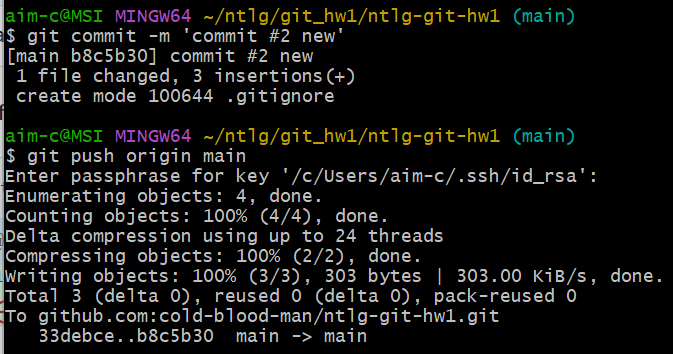 aim-c@MSI MINGW64 ~/ntlg/git_hw1/ntlg-git-hw1 (main)
$ git commit -m 'commit #2 new'
[main b8c5b30] commit #2 new
 1 file changed, 3 insertions(+)
 create mode 100644 .gitignore

aim-c@MSI MINGW64 ~/ntlg/git_hw1/ntlg-git-hw1 (main)
$ git push origin main
Enter passphrase for key '/c/Users/aim-c/.ssh/id_rsa':
Enumerating objects: 4, done.
Counting objects: 100% (4/4), done.
Delta compression using up to 24 threads
Compressing objects: 100% (2/2), done.
Writing objects: 100% (3/3), 303 bytes | 303.00 KiB/s, done.
Total 3 (delta 0), reused 0 (delta 0), pack-reused 0
To github.com:cold-blood-man/ntlg-git-hw1.git
   33debce..b8c5b30  main -> main